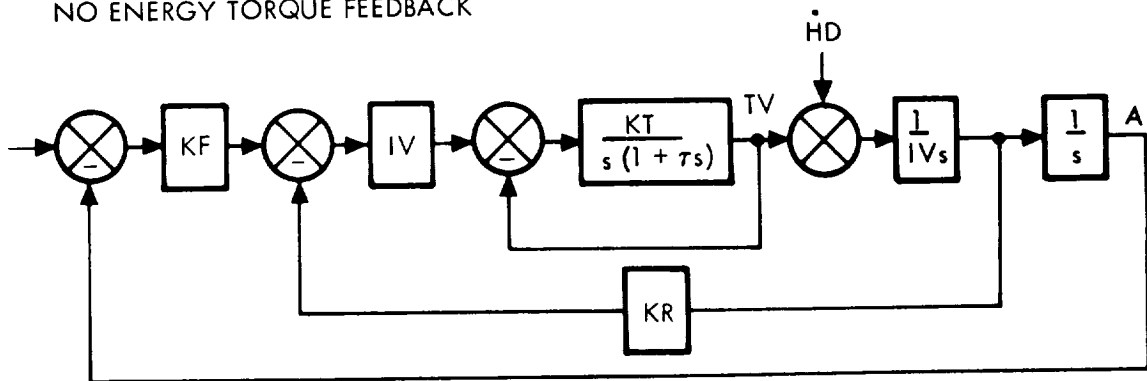 NO ENERGY TORQUE FEEDBACK
ḢD
TV
A
KF
IV
KT
s (1 + τs)
1
IVs
1
s
-
-
-
KR